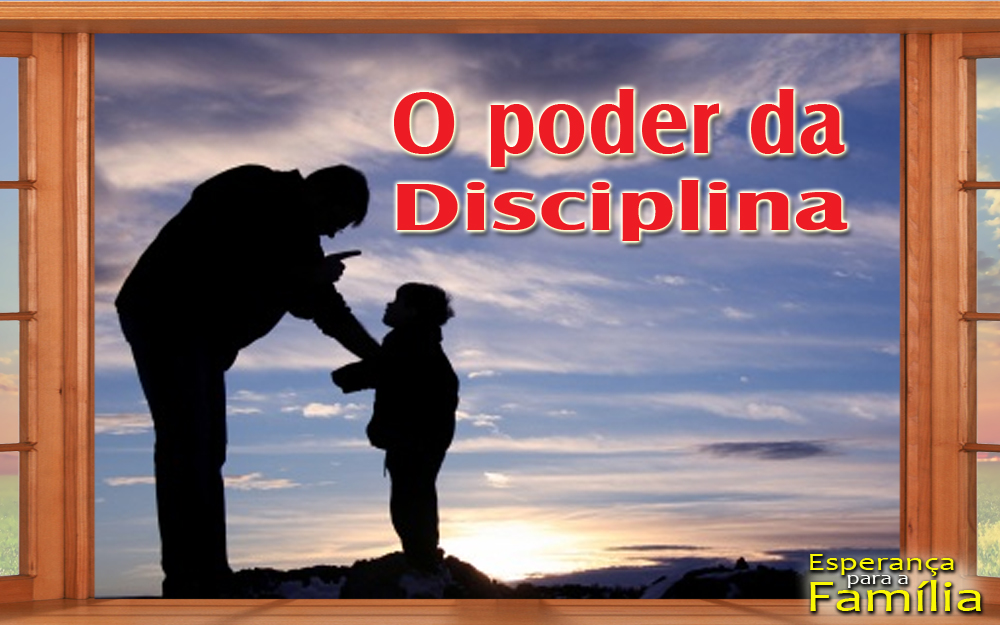 O poder da
Disciplina
Esperança
para a
Família